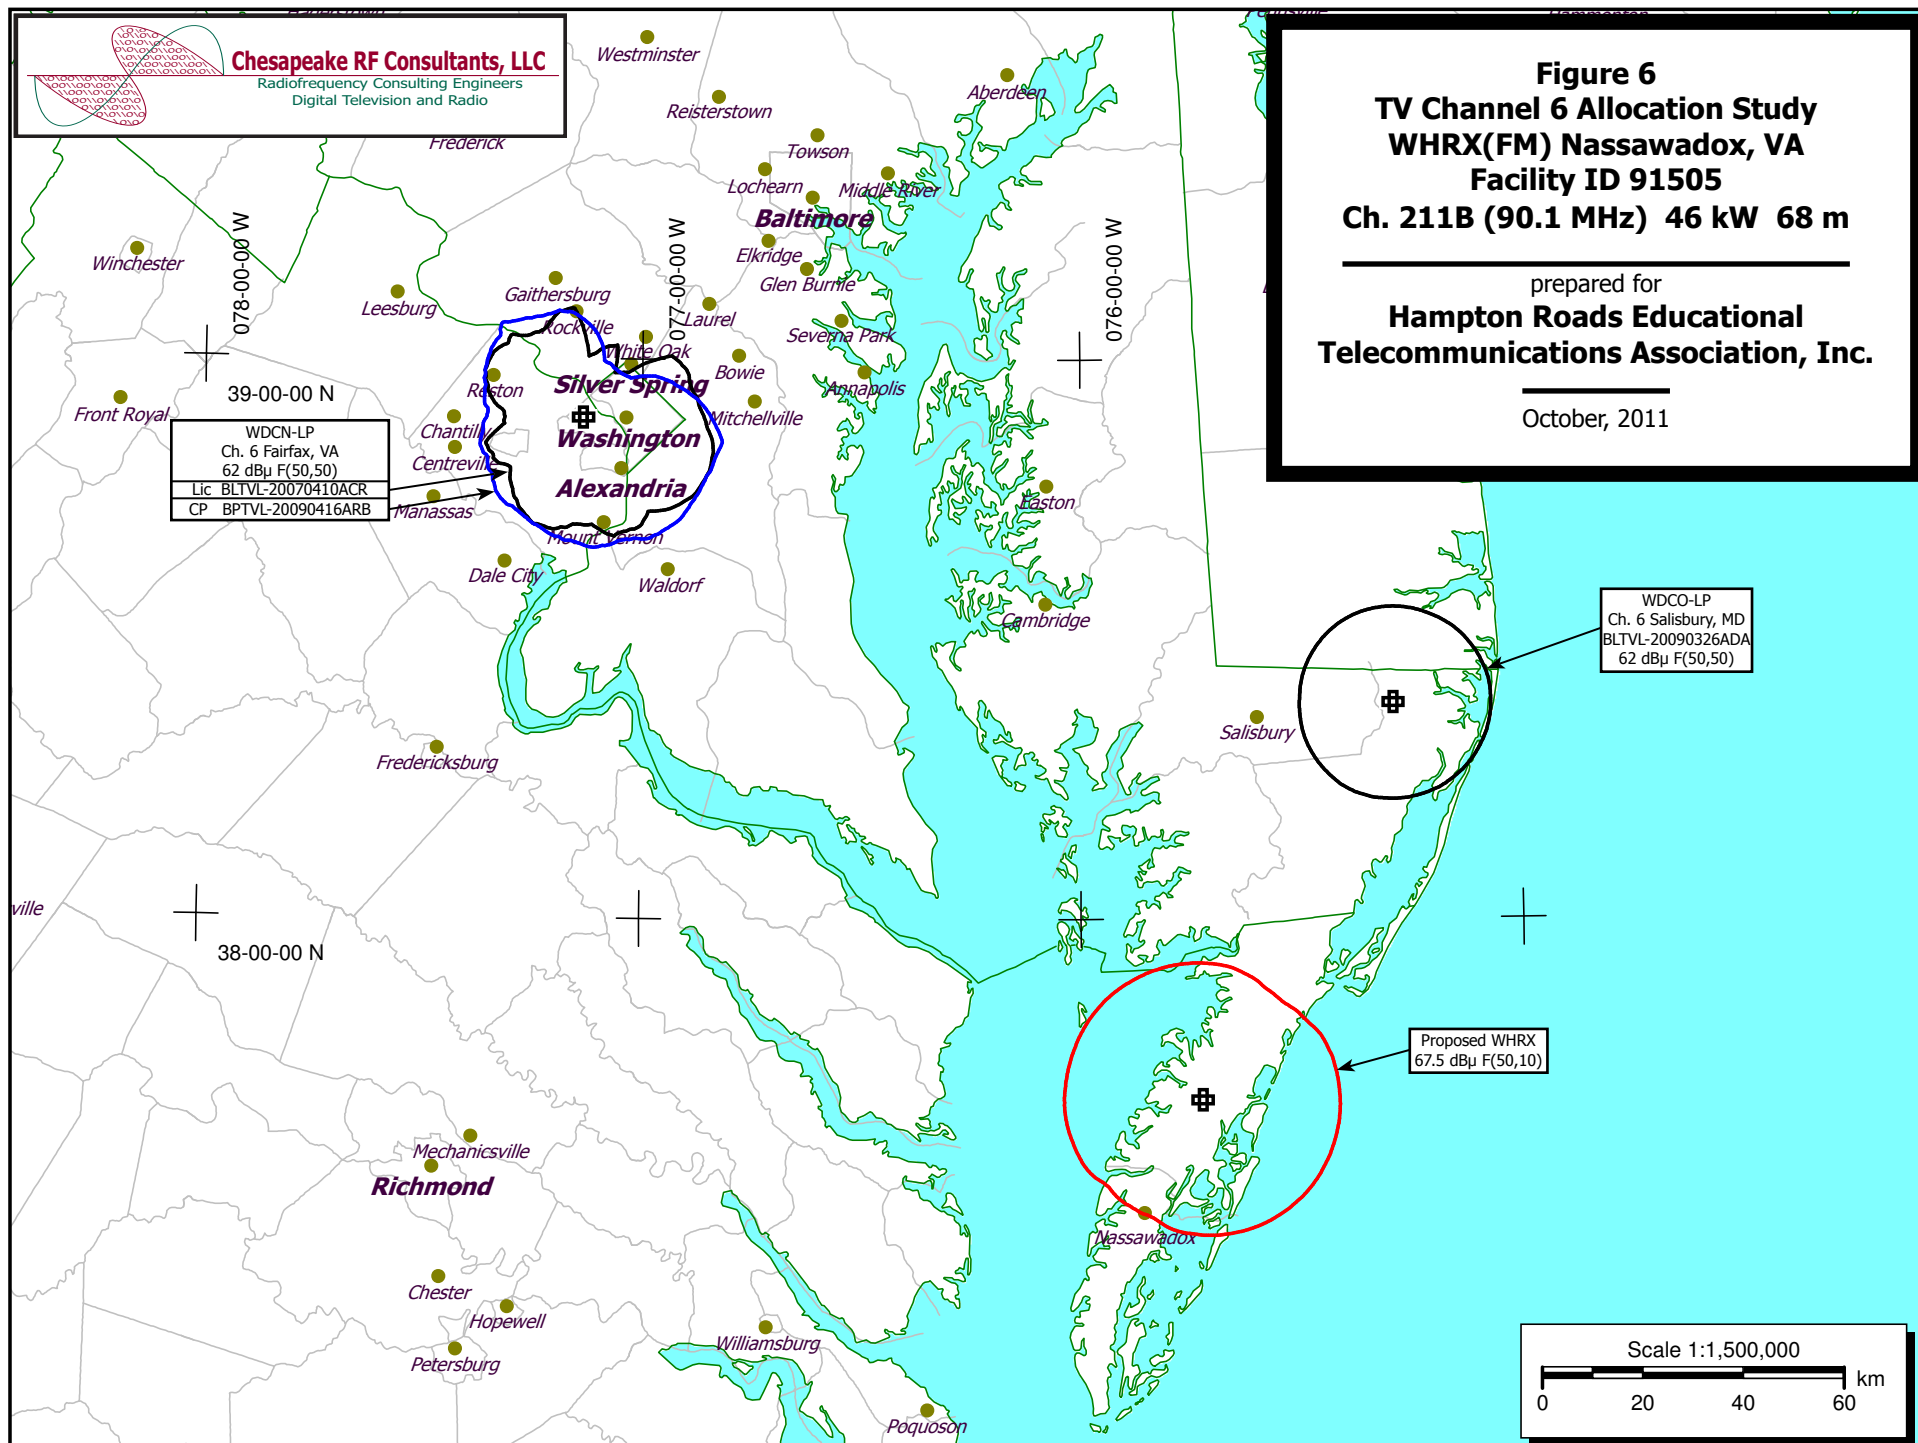 Chesapeake RF Consultants, LLC
Radiofrequency Consulting Engineers
Digital Television and Radio
Figure 6
TV Channel 6 Allocation Study
WHRX(FM) Nassawadox, VA
Facility ID 91505
Ch. 211B (90.1 MHz) 46 kW 68 m
prepared for
Hampton Roads Educational
Telecommunications Association, Inc.
October, 2011
Westminster
Aberdeen
Reisterstown
Frederick
Towson
Lochearn
Middle River
Baltimore
Winchester
078-00-00 W
077-00-00 W
076-00-00 W
Elkridge
Glen Burnie
Gaithersburg
Leesburg
Laurel
Rockville
Severna Park
White Oak
Bowie
Reston
Silver Spring
Annapolis
39-00-00 N
Front Royal
Mitchellville
Chantilly
Washington
Centreville
WDCN-LP
Ch. 6 Fairfax, VA
62 dBµ F(50,50)
Lic BLTVL-20070410ACR
CP BPTVL-20090416ARB
Alexandria
Manassas
Easton
Mount Vernon
Dale City
Waldorf
Cambridge
WDCO-LP
Ch. 6 Salisbury, MD
BLTVL-20090326ADA
62 dBµ F(50,50)
Salisbury
Fredericksburg
ville
38-00-00 N
Proposed WHRX
67.5 dBµ F(50,10)
Mechanicsville
Richmond
Nassawadox
Chester
Hopewell
Williamsburg
Petersburg
Poquoson
Scale 1:1,500,000
km
0 20 40 60